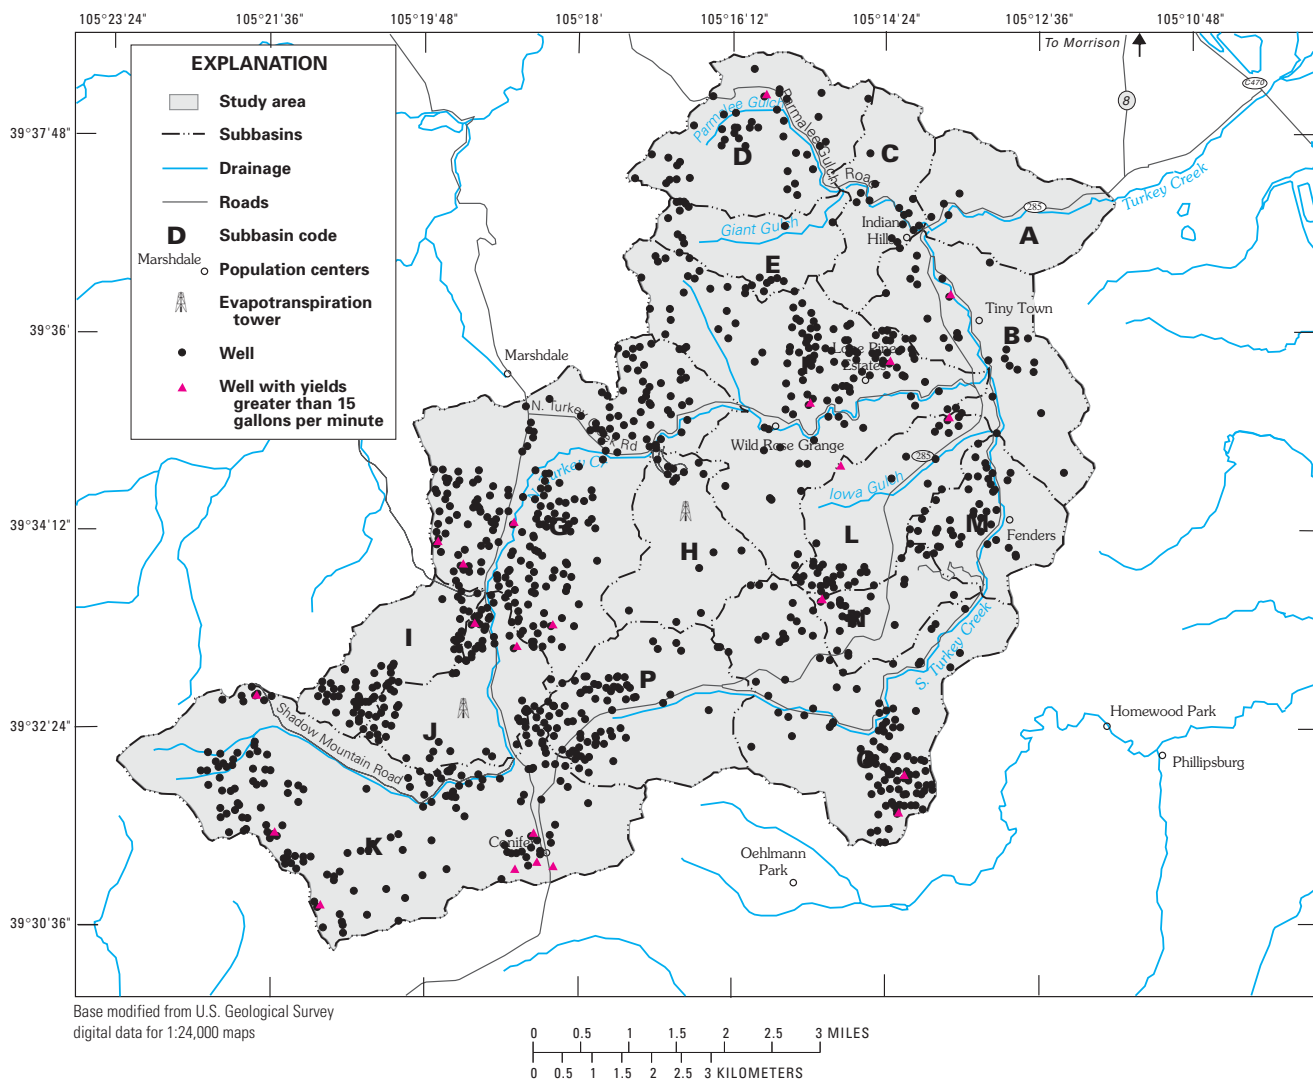 105°23'24"
105°21'36"
105°19'48"
105°18'
105°16'12"
105°14'24"
105°12'36"
105°10'48"
39°37'48"
39°36'
39°34'12"
39°32'24"
39°30'36"
EXPLANATION
Study area
Subbasins
Drainage
Roads
D Subbasin code
Marshdale Population centers
Evapotranspiration
tower
Well
Well with yields
greater than 15
gallons per minute
To Morrison
8
C470
Parmalee Gulch
Parmalee Gulch
Road
D
C
Turkey Creek
285
A
Giant Gulch
Indian
Hills
E
Tiny Town
B
Lone Pine
Estates
Marshdale
N. Turkey Creek Rd
N. Turkey Cr
Wild Rose Grange
285
Iowa Gulch
G
H
L
M
Fenders
N
I
S. Turkey Creek
P
J
Shadow Mountain Road
O
Homewood Park
Phillipsburg
K
Conifer
Oehlmann
Park
Base modified from U.S. Geological Survey
digital data for 1:24,000 maps
0 0.5 1 1.5 2 2.5 3 MILES
0 0.5 1 1.5 2 2.5 3 KILOMETERS